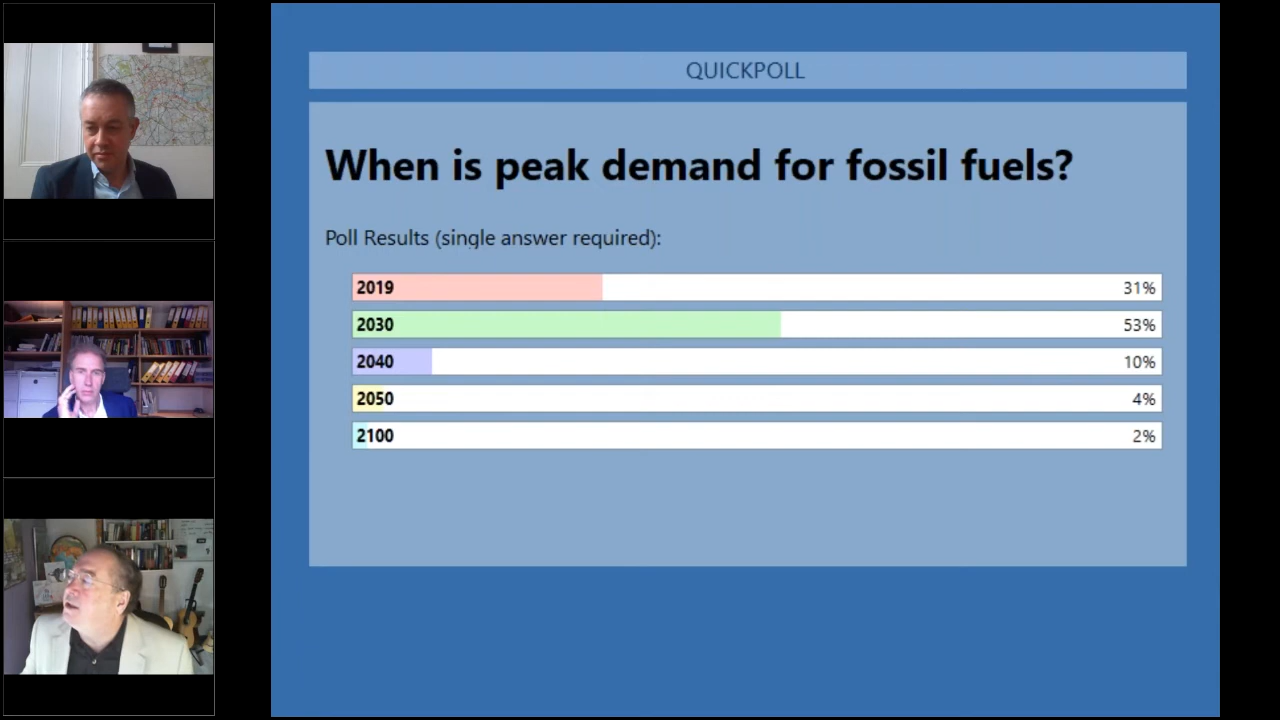 QUICKPOLL
When is peak demand for fossil fuels?
Poll Results (single answer required):
2019 31%
2030 53%
2040 10%
2050 4%
2100 2%